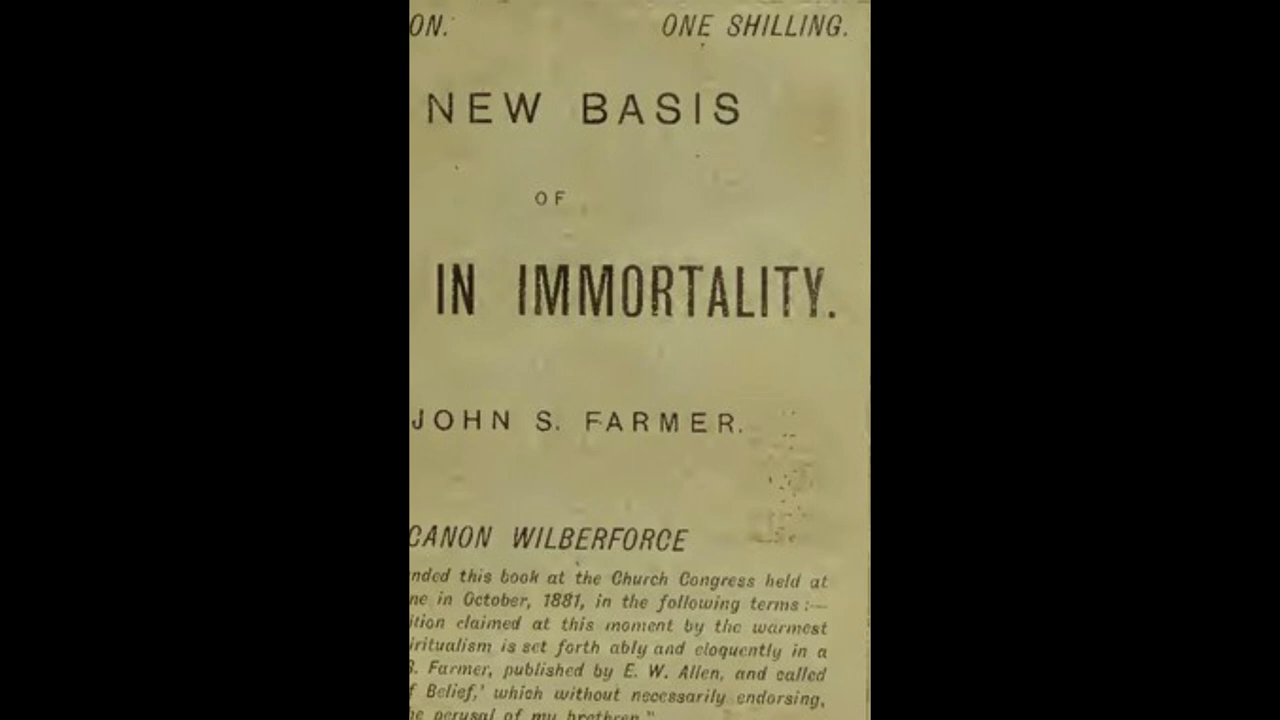 ON. ONE SHILLING.
NEW BASIS
OF
IN IMMORTALITY.
JOHN S. FARMER.
CANON WILBERFORCE
nded this book at the Church Congress held at
ne in October, 1881, in the following terms:—
ition claimed at this moment by the warmest
iritualism is set forth ably and eloquently in a
S. Farmer, published by E. W. Allen, and called
f Belief,' which without necessarily endorsing,
he perusal of my brethren."